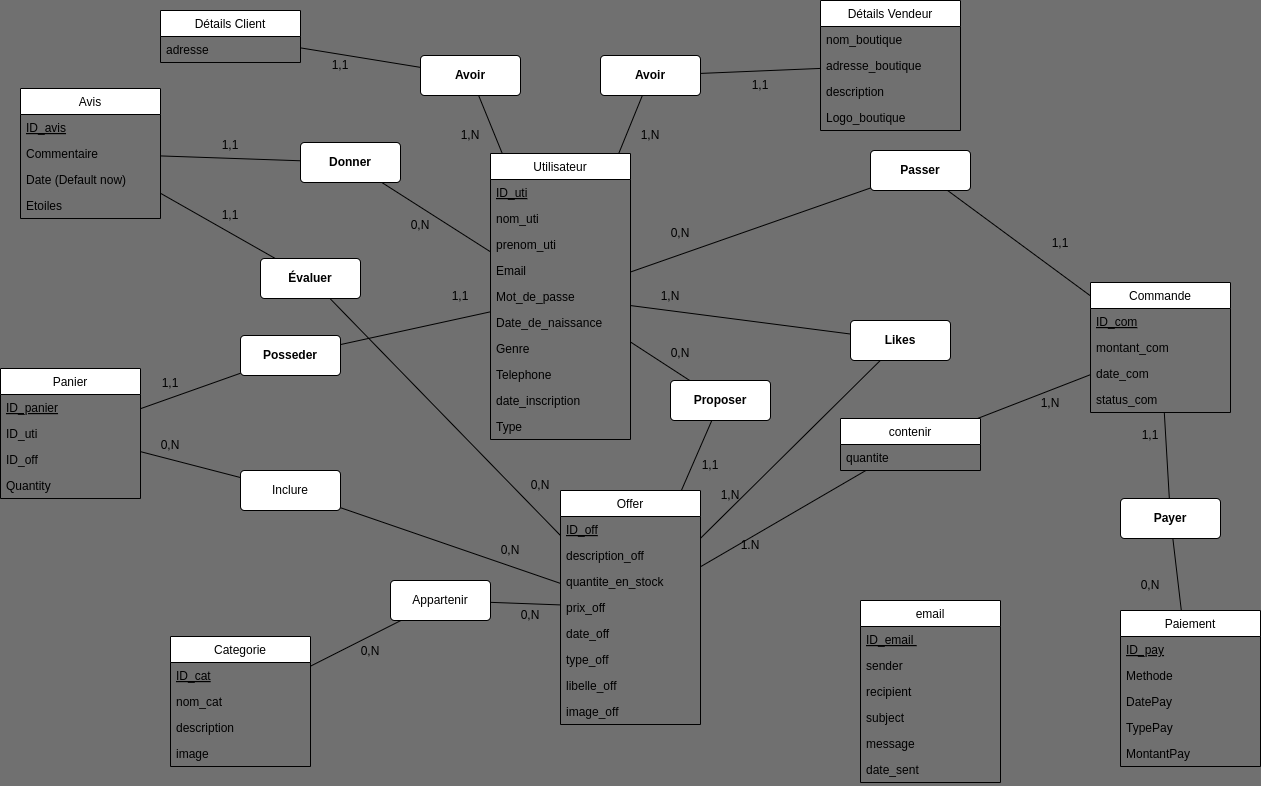 Détails Client
adresse
1,1
Avoir
1,N
Avoir
1,1
1,N
Détails Vendeur
nom_boutique
adresse_boutique
description
Logo_boutique
Avis
ID_avis
Commentaire
Date (Default now)
Etoiles
1,1
Donner
0,N
1,1
Évaluer
0,N
Utilisateur
ID_uti
nom_uti
prenom_uti
Email
Mot_de_passe
Date_de_naissance
Genre
Telephone
date_inscription
Type
Passer
0,N
1,1
1,N
Likes
1,N
0,N
Proposer
1,1
Commande
ID_com
montant_com
date_com
status_com
1,1
Posseder
1,1
Panier
ID_panier
ID_uti
ID_off
Quantity
0,N
Inclure
0,N
contenir
quantite
1,N
1.N
1,1
Payer
0,N
Offer
ID_off
description_off
quantite_en_stock
prix_off
date_off
type_off
libelle_off
image_off
Appartenir
0,N
0,N
Categorie
ID_cat
nom_cat
description
image
email
ID_email
sender
recipient
subject
message
date_sent
Paiement
ID_pay
Methode
DatePay
TypePay
MontantPay